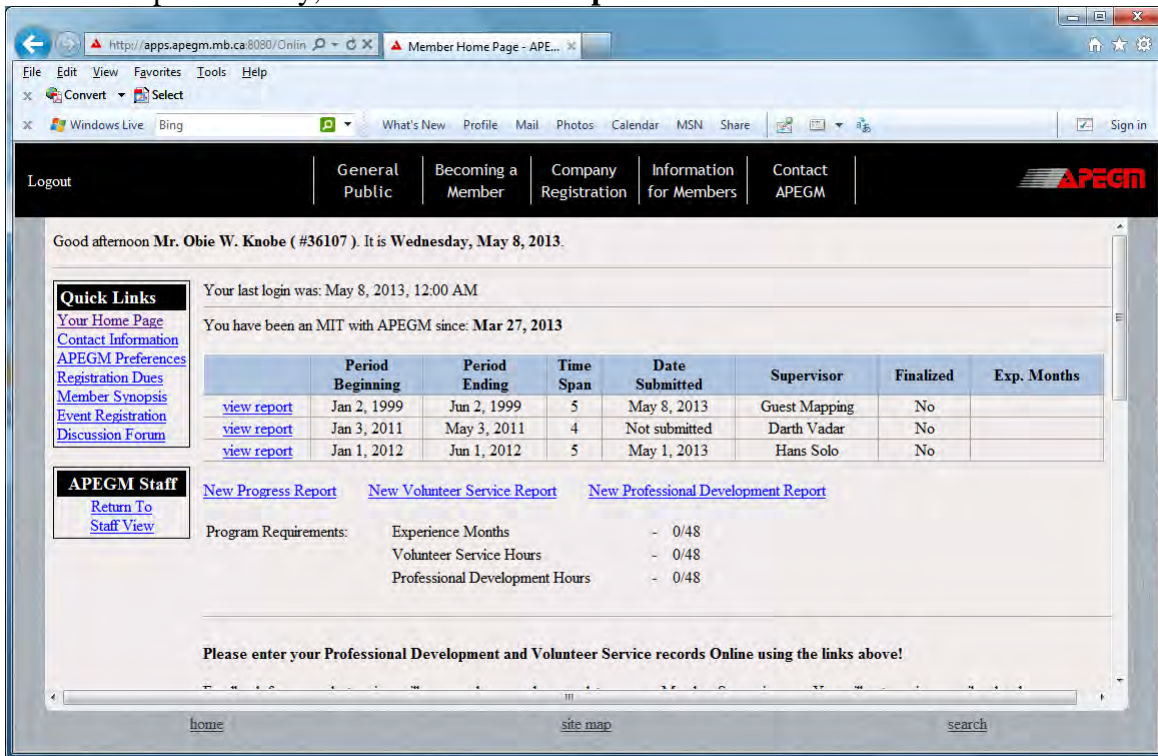 http://apps.apegm.mb.ca:8080/Onlin
Member Home Page - APE...
File Edit View Favorites Tools Help
Convert Select
Windows Live Bing What's New Profile Mail Photos Calendar MSN Share Sign in
Logout
General Public
Becoming a Member
Company Registration
Information for Members
Contact APEGM
APEGM
Good afternoon Mr. Obie W. Knobe ( #36107 ). It is Wednesday, May 8, 2013.
Quick Links
Your Home Page
Contact Information
APEGM Preferences
Registration Dues
Member Synopsis
Event Registration
Discussion Forum
APEGM Staff
Return To
Staff View
Your last login was: May 8, 2013, 12:00 AM
You have been an MIT with APEGM since: Mar 27, 2013
Period Beginning Period Ending Time Span Date Submitted Supervisor Finalized Exp. Months
view report Jan 2, 1999 Jun 2, 1999 5 May 8, 2013 Guest Mapping No
view report Jan 3, 2011 May 3, 2011 4 Not submitted Darth Vadar No
view report Jan 1, 2012 Jun 1, 2012 5 May 1, 2013 Hans Solo No
New Progress Report New Volunteer Service Report New Professional Development Report
Program Requirements: Experience Months - 0/48
Volunteer Service Hours - 0/48
Professional Development Hours - 0/48
Please enter your Professional Development and Volunteer Service records Online using the links above!
home site map search